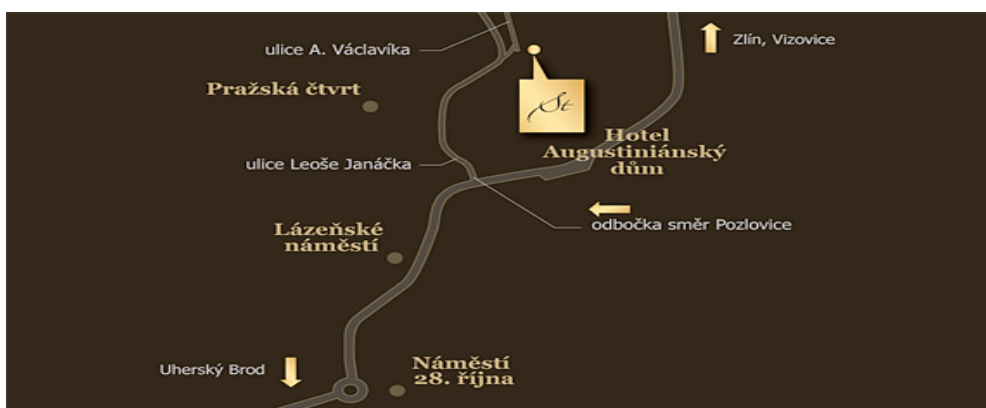 ulice A. Václavíka
Zlín, Vizovice
Pražská čtvrt
St
Hotel
Augustiniánský
dům
ulice Leoše Janáčka
odbočka směr Pozlovice
Lázeňské
náměstí
Uherský Brod
Náměstí
28. října